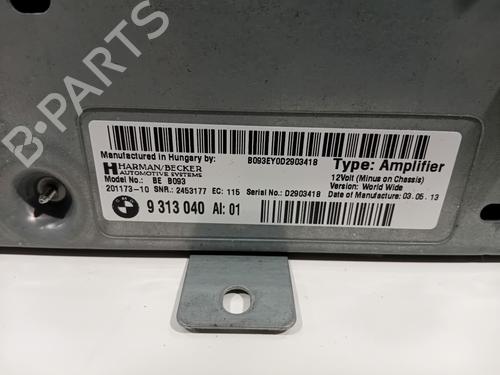 Manufactured in Hungary by:
HARMAN/BECKER
AUTOMOTIVE SYSTEMS
Model No.: BE B093
201173-10 SNR.: 2453177 EC: 115 Serial No.: D2903418
B093EY0D2903418
Type: Amplifier
12Volt (Minus on Chassis)
Version: World Wide
Date of Manufacture: 03.05.13
9 313 040 AI: 01
B-PARTS